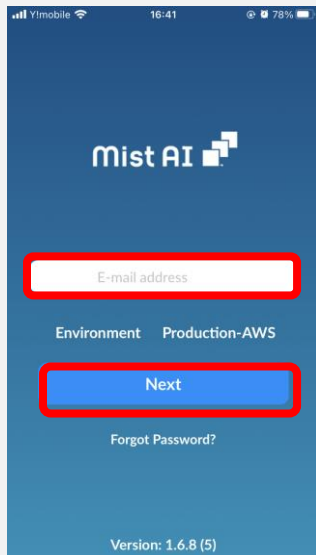 Y!mobile 16:41 78%
Mist AI
E-mail address
Environment Production-AWS
Next
Forgot Password?
Version: 1.6.8 (5)